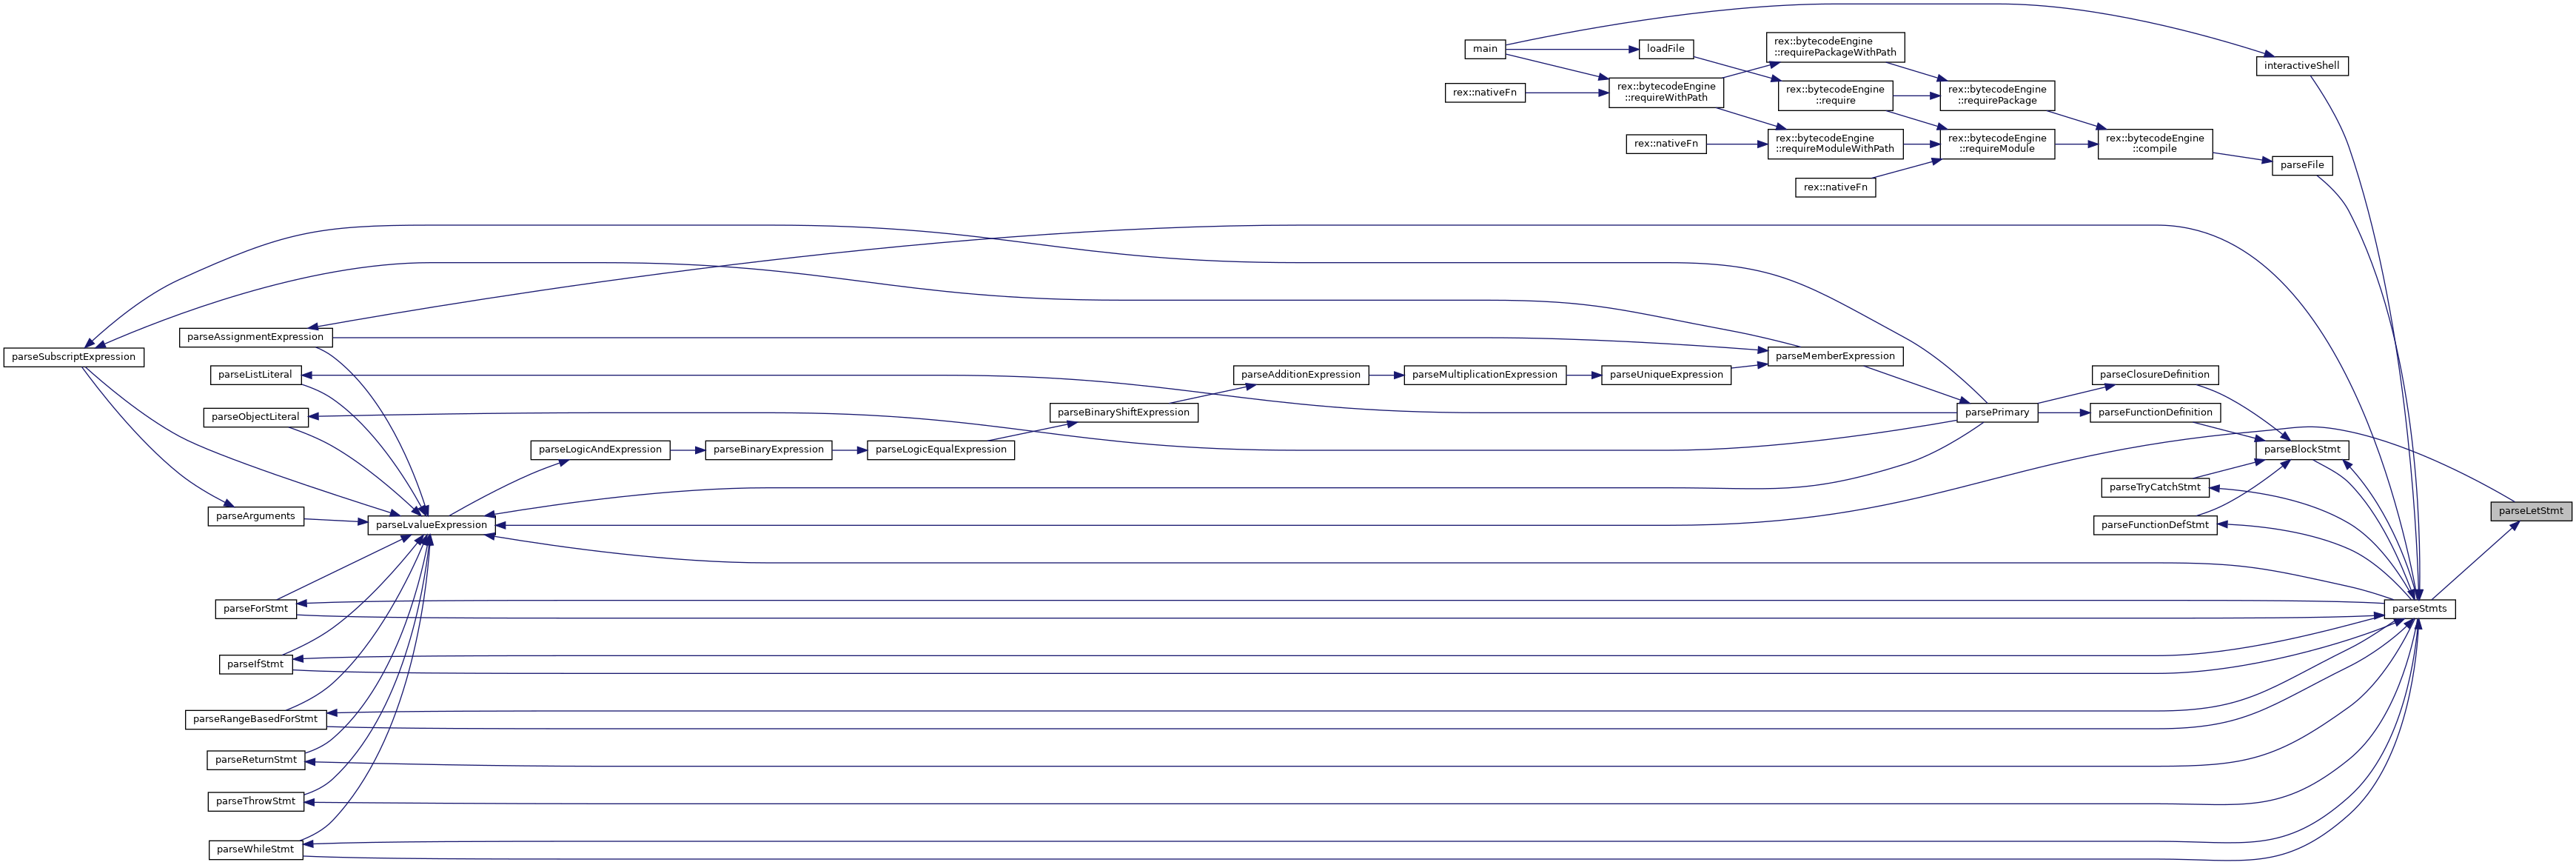 main
loadFile
rex::bytecodeEngine
::requirePackageWithPath
interactiveShell
rex::nativeFn
rex::bytecodeEngine
::requireWithPath
rex::bytecodeEngine
::require
rex::bytecodeEngine
::requirePackage
rex::nativeFn
rex::bytecodeEngine
::requireModuleWithPath
rex::bytecodeEngine
::requireModule
rex::bytecodeEngine
::compile
parseFile
rex::nativeFn
parseSubscriptExpression
parseAssignmentExpression
parseMemberExpression
parseListLiteral
parseAdditionExpression
parseMultiplicationExpression
parseUniqueExpression
parseClosureDefinition
parseObjectLiteral
parseBinaryShiftExpression
parsePrimary
parseFunctionDefinition
parseLogicAndExpression
parseBinaryExpression
parseLogicEqualExpression
parseBlockStmt
parseTryCatchStmt
parseArguments
parseLvalueExpression
parseFunctionDefStmt
parseLetStmt
parseForStmt
parseStmts
parseIfStmt
parseRangeBasedForStmt
parseReturnStmt
parseThrowStmt
parseWhileStmt